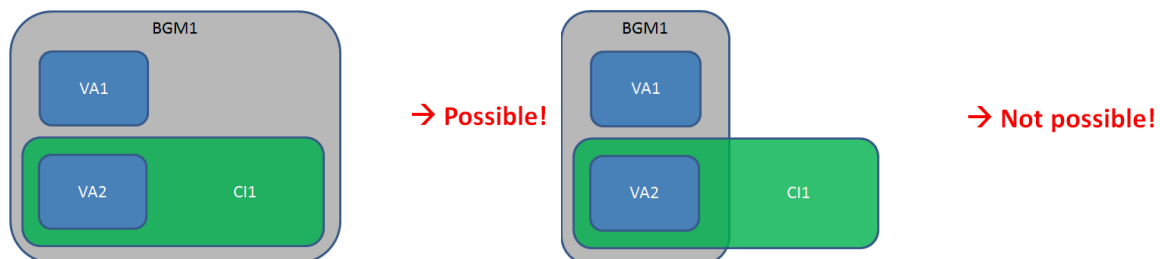 BGM1
VA1
→ Possible!
VA2
CI1
BGM1
VA1
→ Not possible!
VA2
CI1